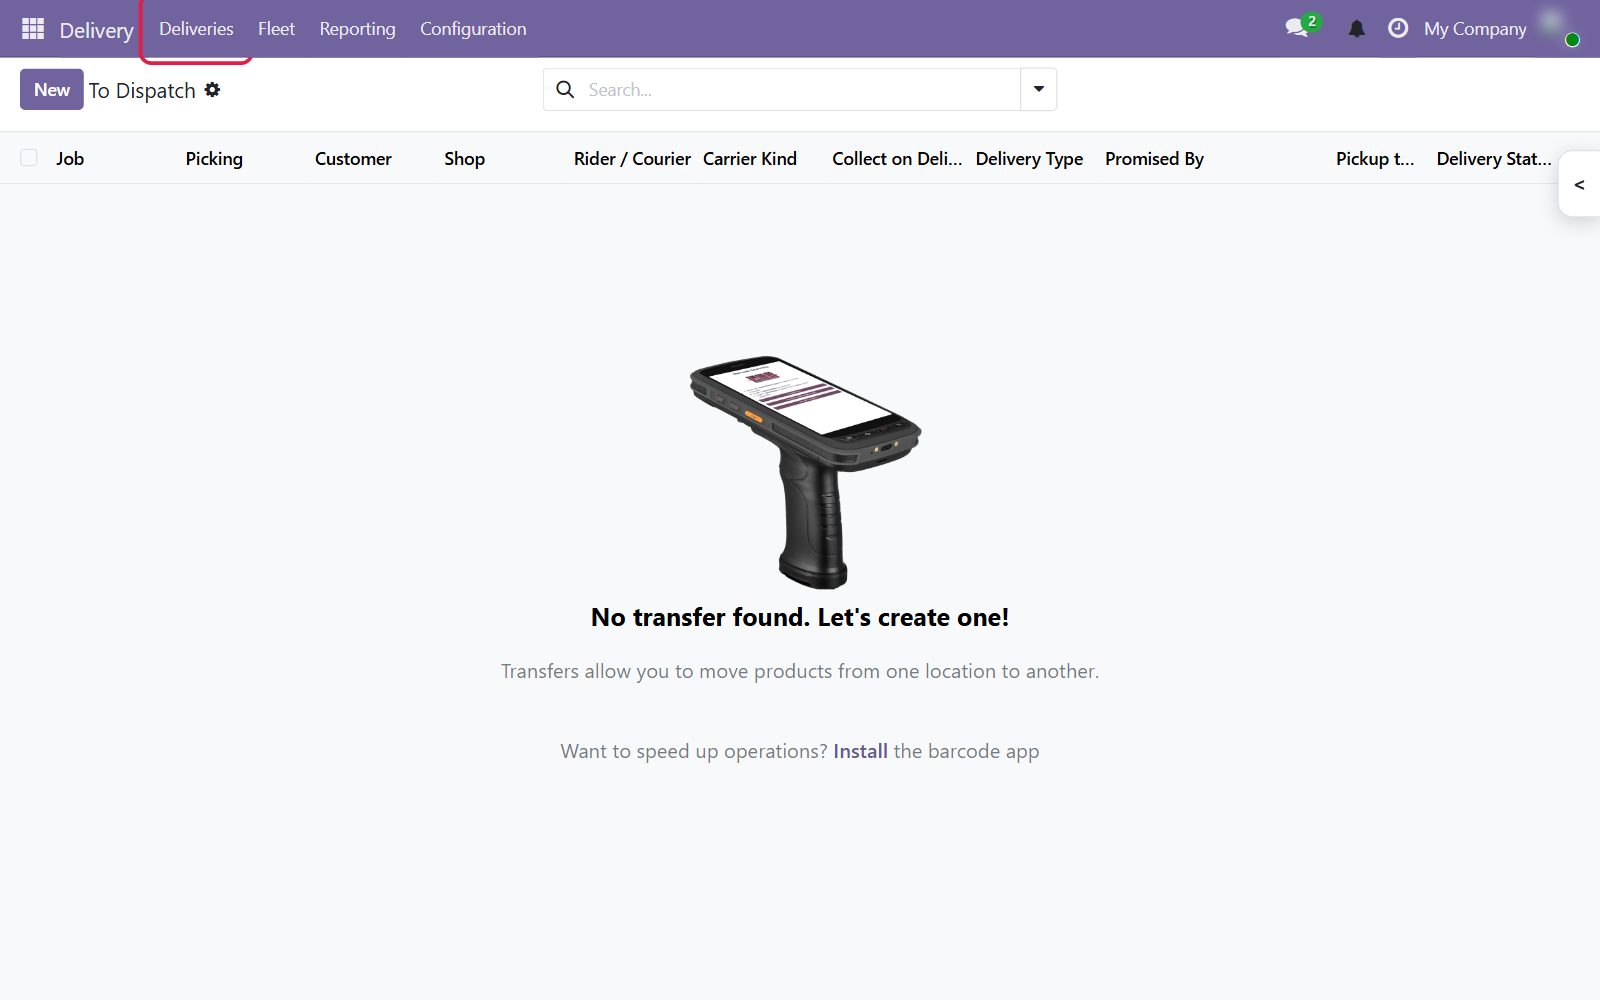 Delivery Deliveries Fleet Reporting Configuration 2 My Company
New To Dispatch Search...
Job Picking Customer Shop Rider / Courier Carrier Kind Collect on Deli... Delivery Type Promised By Pickup t... Delivery Stat...
<
No transfer found. Let's create one!
Transfers allow you to move products from one location to another.
Want to speed up operations? Install the barcode app